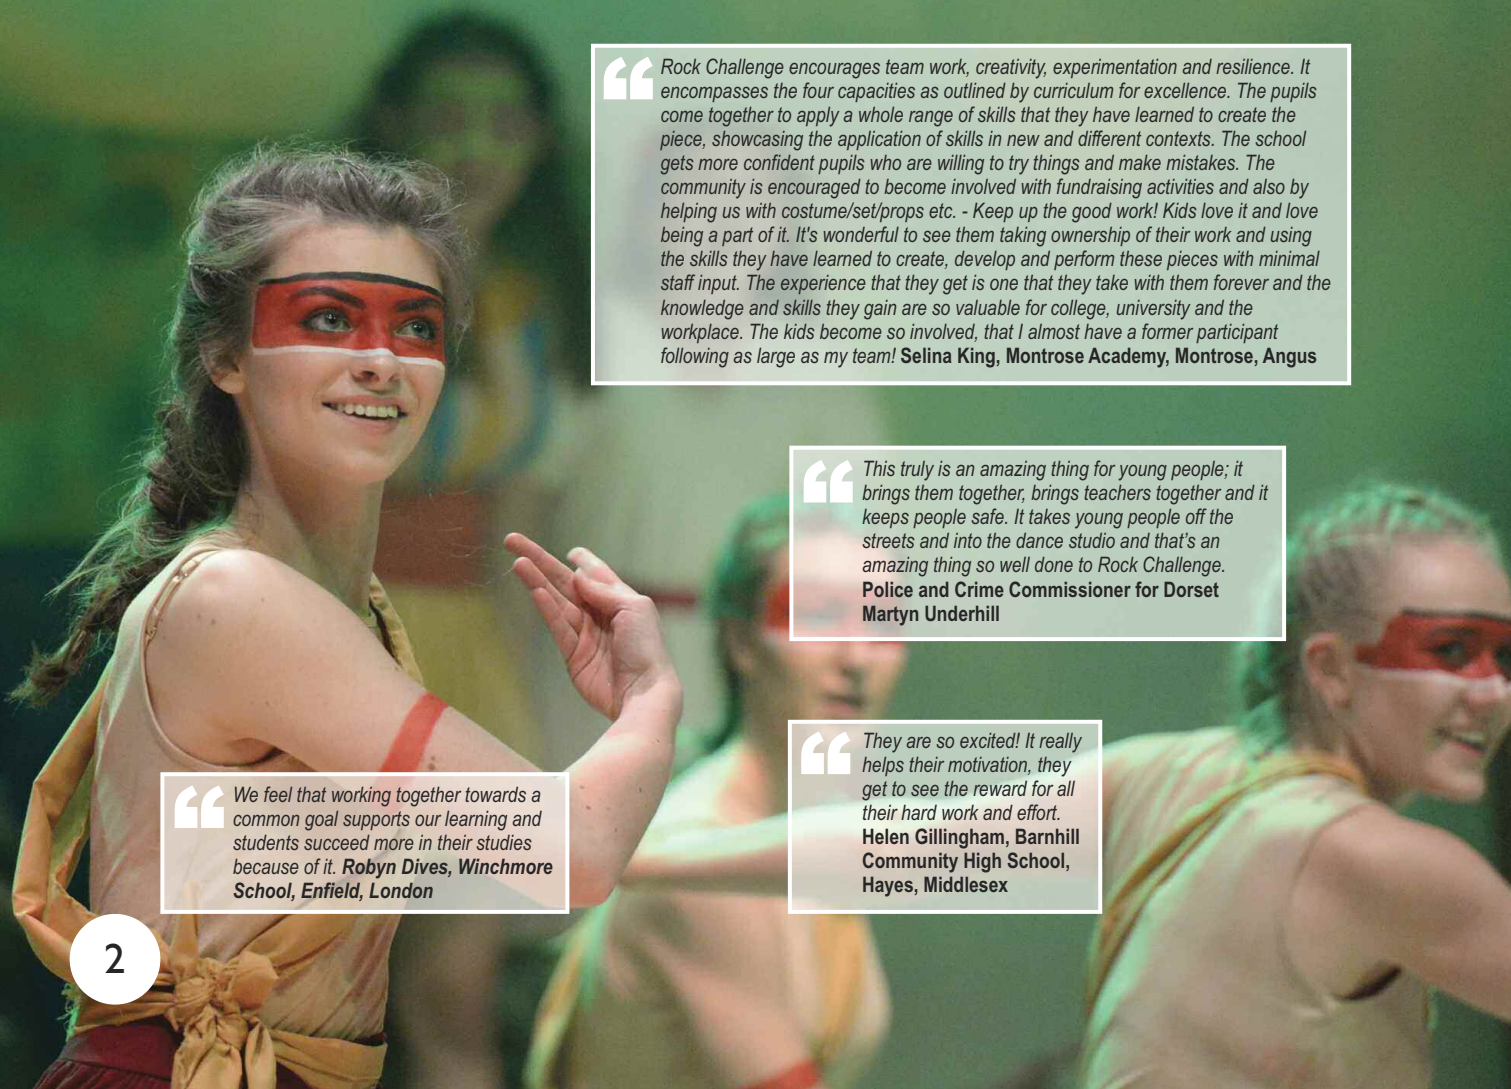 Rock Challenge encourages team work, creativity, experimentation and resilience. It
encompasses the four capacities as outlined by curriculum for excellence. The pupils
come together to apply a whole range of skills that they have learned to create the
piece, showcasing the application of skills in new and different contexts. The school
gets more confident pupils who are willing to try things and make mistakes. The
community is encouraged to become involved with fundraising activities and also by
helping us with costume/set/props etc. - Keep up the good work! Kids love it and love
being a part of it. It's wonderful to see them taking ownership of their work and using
the skills they have learned to create, develop and perform these pieces with minimal
staff input. The experience that they get is one that they take with them forever and the
knowledge and skills they gain are so valuable for college, university and the
workplace. The kids become so involved, that I almost have a former participant
following as large as my team! Selina King, Montrose Academy, Montrose, Angus
This truly is an amazing thing for young people; it
brings them together, brings teachers together and it
keeps people safe. It takes young people off the
streets and into the dance studio and that’s an
amazing thing so well done to Rock Challenge.
Police and Crime Commissioner for Dorset
Martyn Underhill
They are so excited! It really
helps their motivation, they
get to see the reward for all
their hard work and effort.
Helen Gillingham, Barnhill
Community High School,
Hayes, Middlesex
We feel that working together towards a
common goal supports our learning and
students succeed more in their studies
because of it. Robyn Dives, Winchmore
School, Enfield, London
2